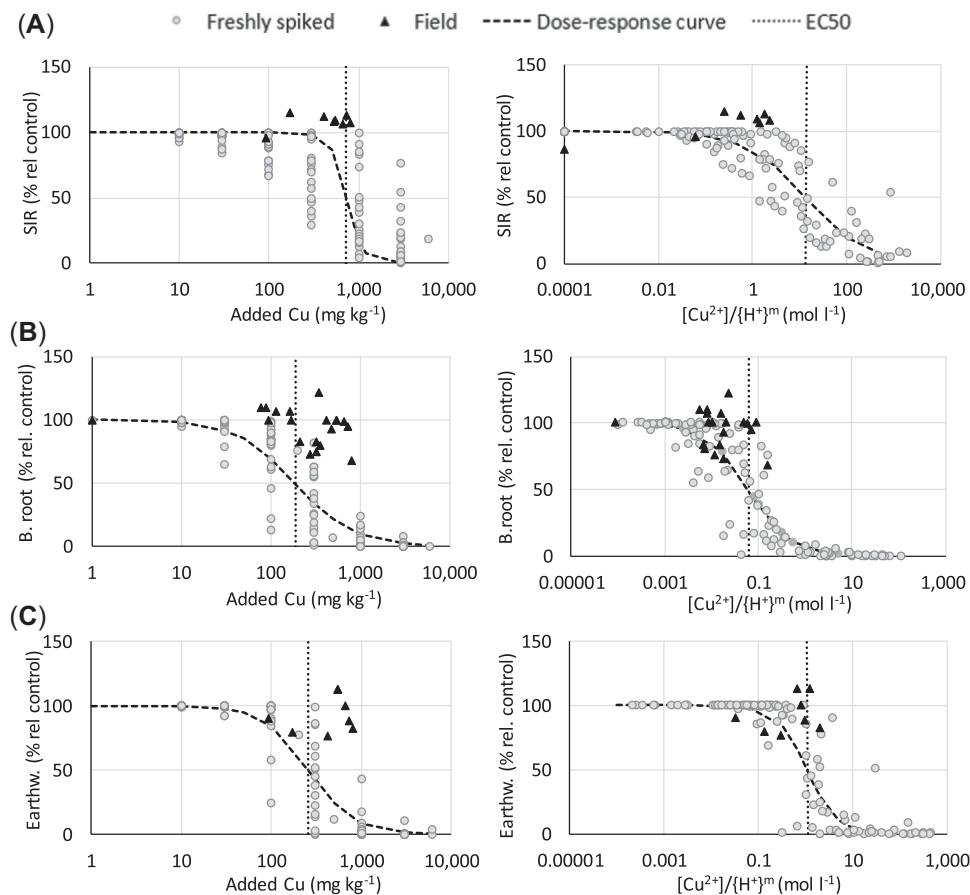 (A) Freshly spiked Field Dose-response curve EC50
SIR (% rel control)
150
100
50
0
1 10 100 1,000 10,000
Added Cu (mg kg-1)
SIR (% rel control)
150
100
50
0
0.0001 0.01 1 100 10,000
[Cu2+]/{H+}m (mol l-1)
(B)
B. root (% rel. control)
150
100
50
0
1 10 100 1,000 10,000
Added Cu (mg kg-1)
B. root (% rel. control)
150
100
50
0
0.00001 0.001 0.1 10 1,000
[Cu2+]/{H+}m (mol l-1)
(C)
Earthw. (% rel. control)
150
100
50
0
1 10 100 1,000 10,000
Added Cu (mg kg-1)
Earthw. (% rel. control)
150
100
50
0
0.00001 0.001 0.1 10 1,000
[Cu2+]/{H+}m (mol l-1)